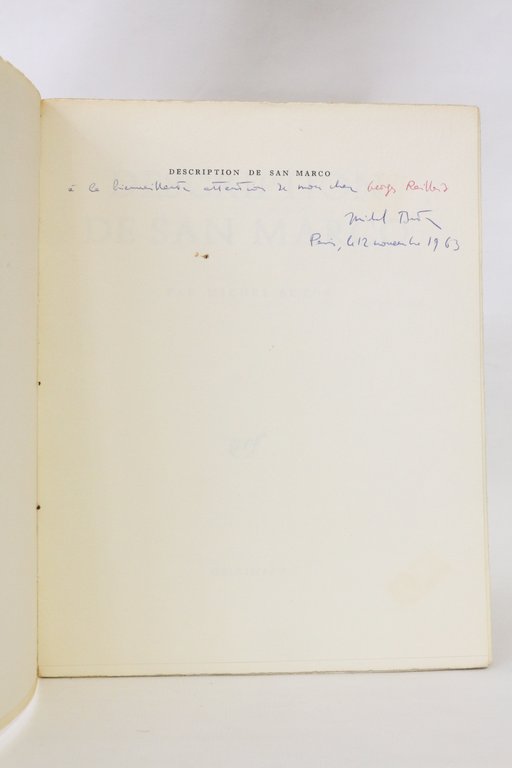 DESCRIPTION DE SAN MARCO
à la bienveillante attention de mon cher Georges Raillard
Michel Butor
Paris, le 12 novembre 1963